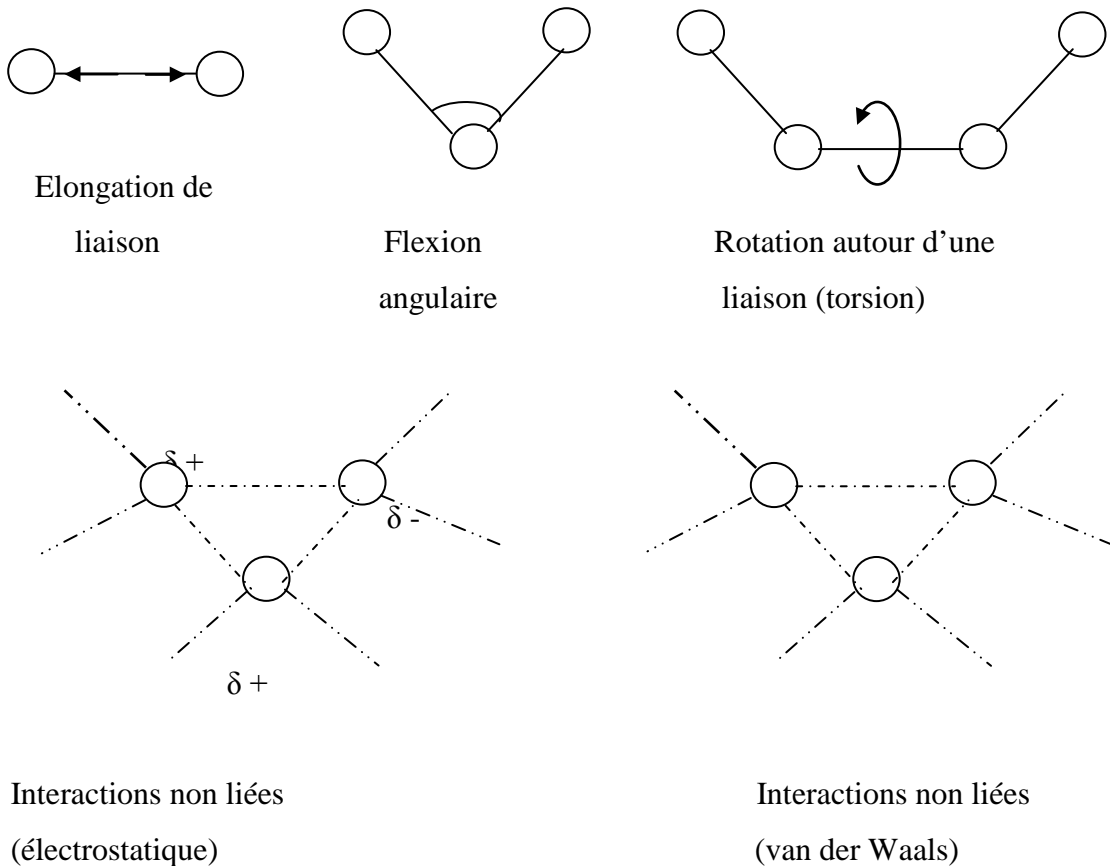 Elongation de
liaison
Flexion
angulaire
Rotation autour d’une
liaison (torsion)
δ +
δ -
δ +
Interactions non liées
(électrostatique)
Interactions non liées
(van der Waals)